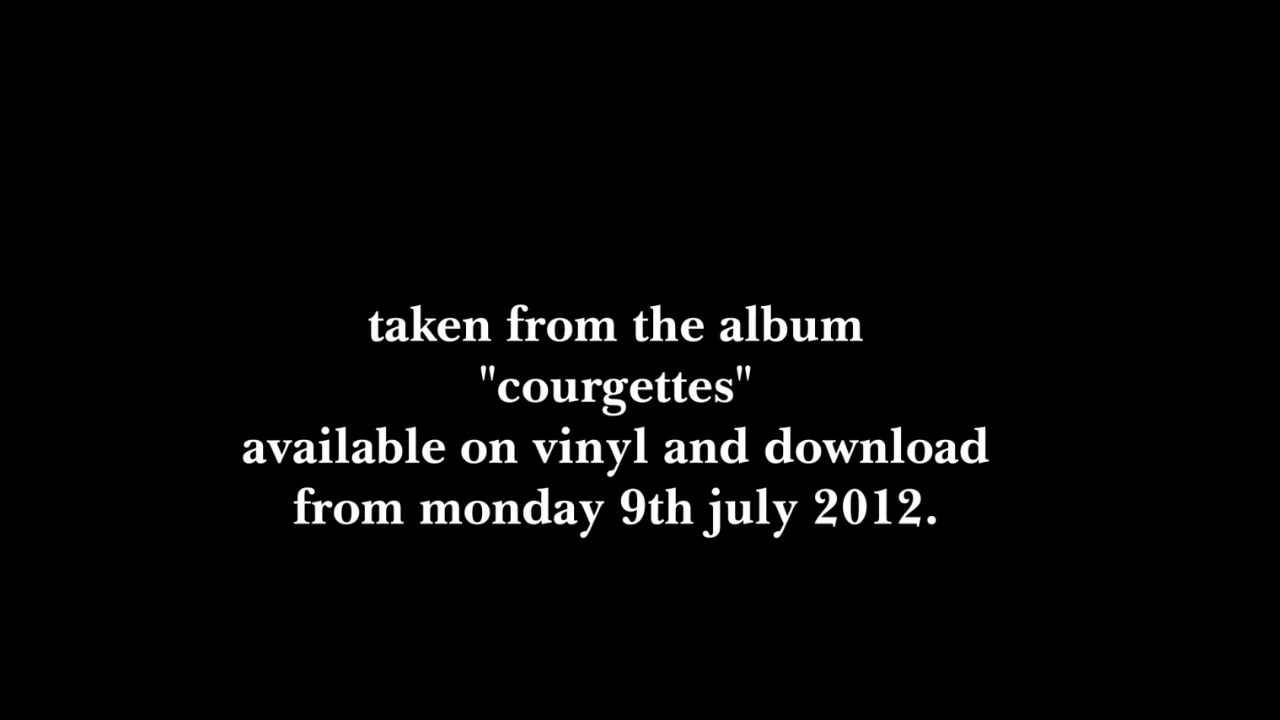 taken from the album
"courgettes"
available on vinyl and download
from monday 9th july 2012.